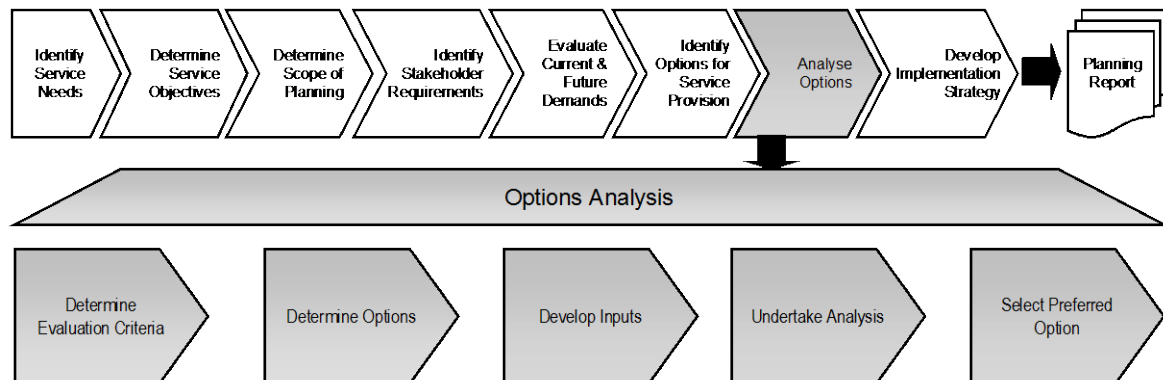 Identify
Service
Needs
Determine
Service
Objectives
Determine
Scope of
Planning
Identify
Stakeholder
Requirements
Evaluate
Current &
Future
Demands
Identify
Options for
Service
Provision
Analyse
Options
Develop
Implementation
Strategy
Planning
Report
Options Analysis
Determine
Evaluation Criteria
Determine Options
Develop Inputs
Undertake Analysis
Select Preferred
Option